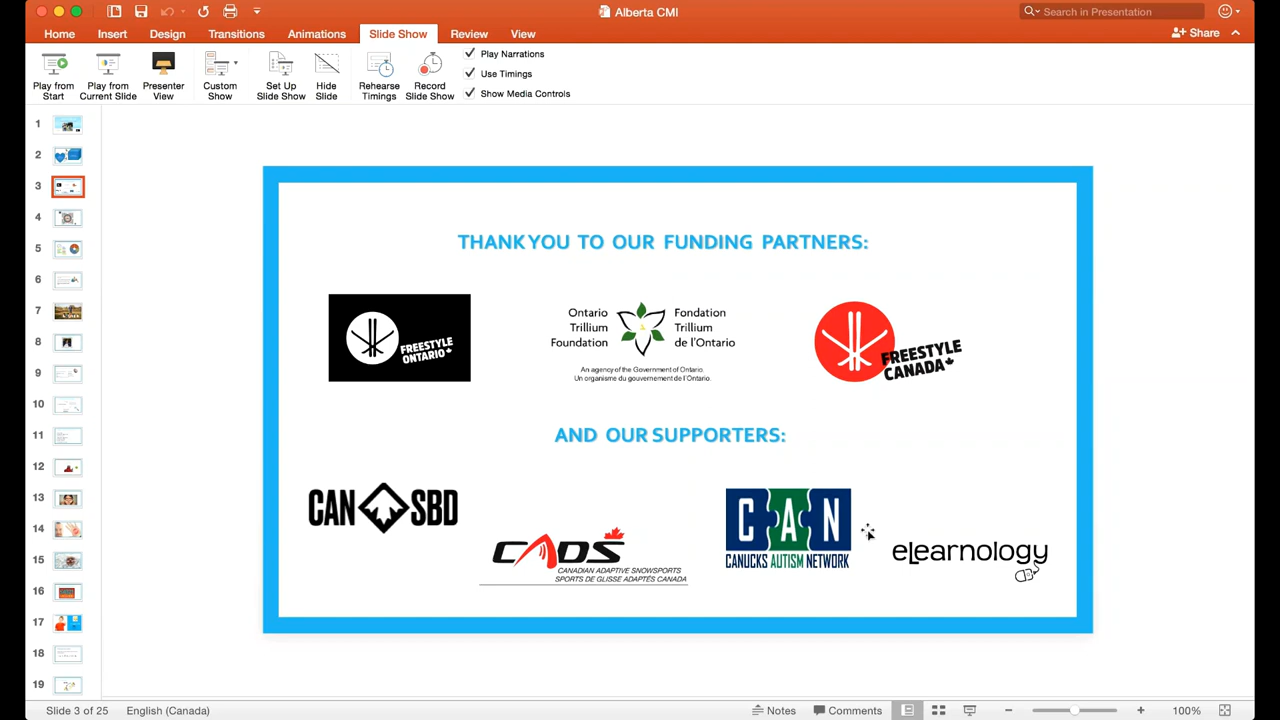 Alberta CMI
Search in Presentation
Home Insert Design Transitions Animations Slide Show Review View
Share
Play from Start
Play from Current Slide
Presenter View
Custom Show
Set Up Slide Show
Hide Slide
Rehearse Timings
Record Slide Show
Play Narrations
Use Timings
Show Media Controls
1
2
3
4
5
6
7
8
9
10
11
12
13
14
15
16
17
18
19
THANK YOU TO OUR FUNDING PARTNERS:
FREESTYLE
ONTARIO
Ontario
Trillium
Foundation
Fondation
Trillium
de l'Ontario
An agency of the Government of Ontario.
Un organisme du gouvernement de l'Ontario.
FREESTYLE
CANADA
AND OUR SUPPORTERS:
CAN SBD
CADS
CANADIAN ADAPTIVE SNOWSPORTS
SPORTS DE GLISSE ADAPTÉS CANADA
CAN
CANUCKS AUTISM NETWORK
eLearnology
Slide 3 of 25 English (Canada)
Notes Comments
100%